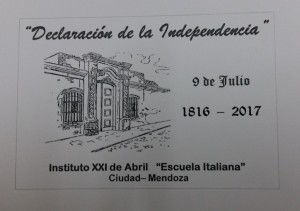 "Declaración de la Independencia"
9 de Julio
1816 – 2017
Instituto XXI de Abril "Escuela Italiana"
Ciudad– Mendoza